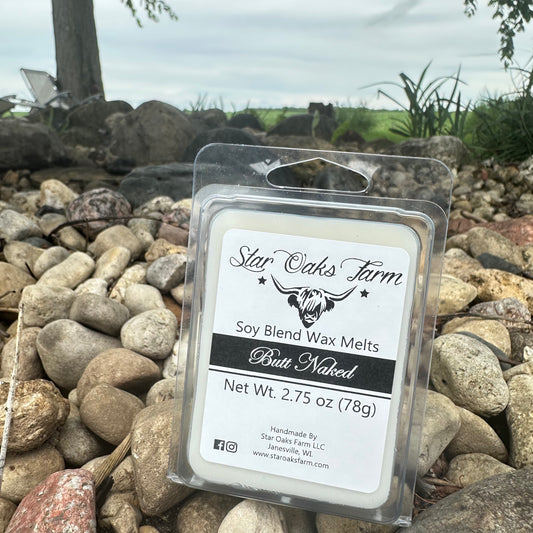 Star Oaks Farm
Soy Blend Wax Melts
Butt Naked
Net Wt. 2.75 oz (78g)
Handmade By
Star Oaks Farm LLC
Janesville, WI.
www.staroaksfarm.com